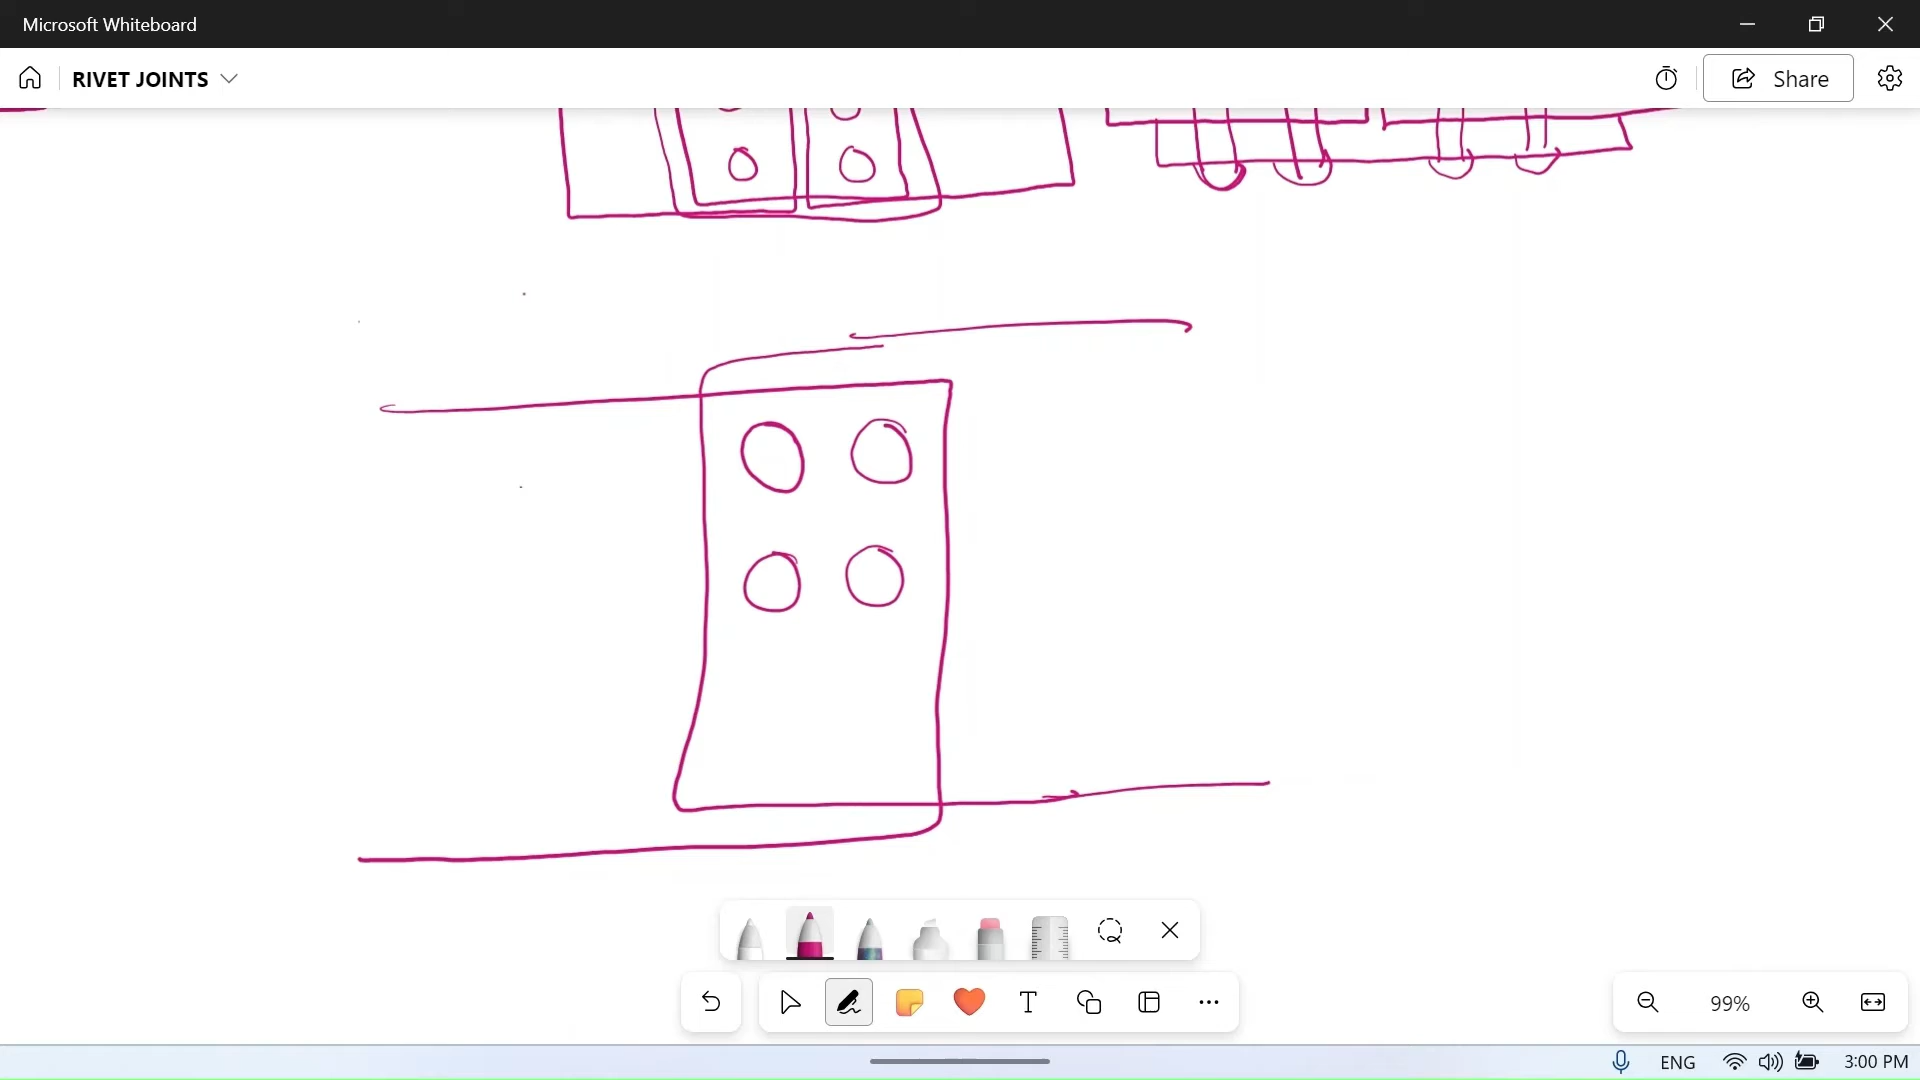 Microsoft Whiteboard
RIVET JOINTS
Share
99%
ENG
3:00 PM